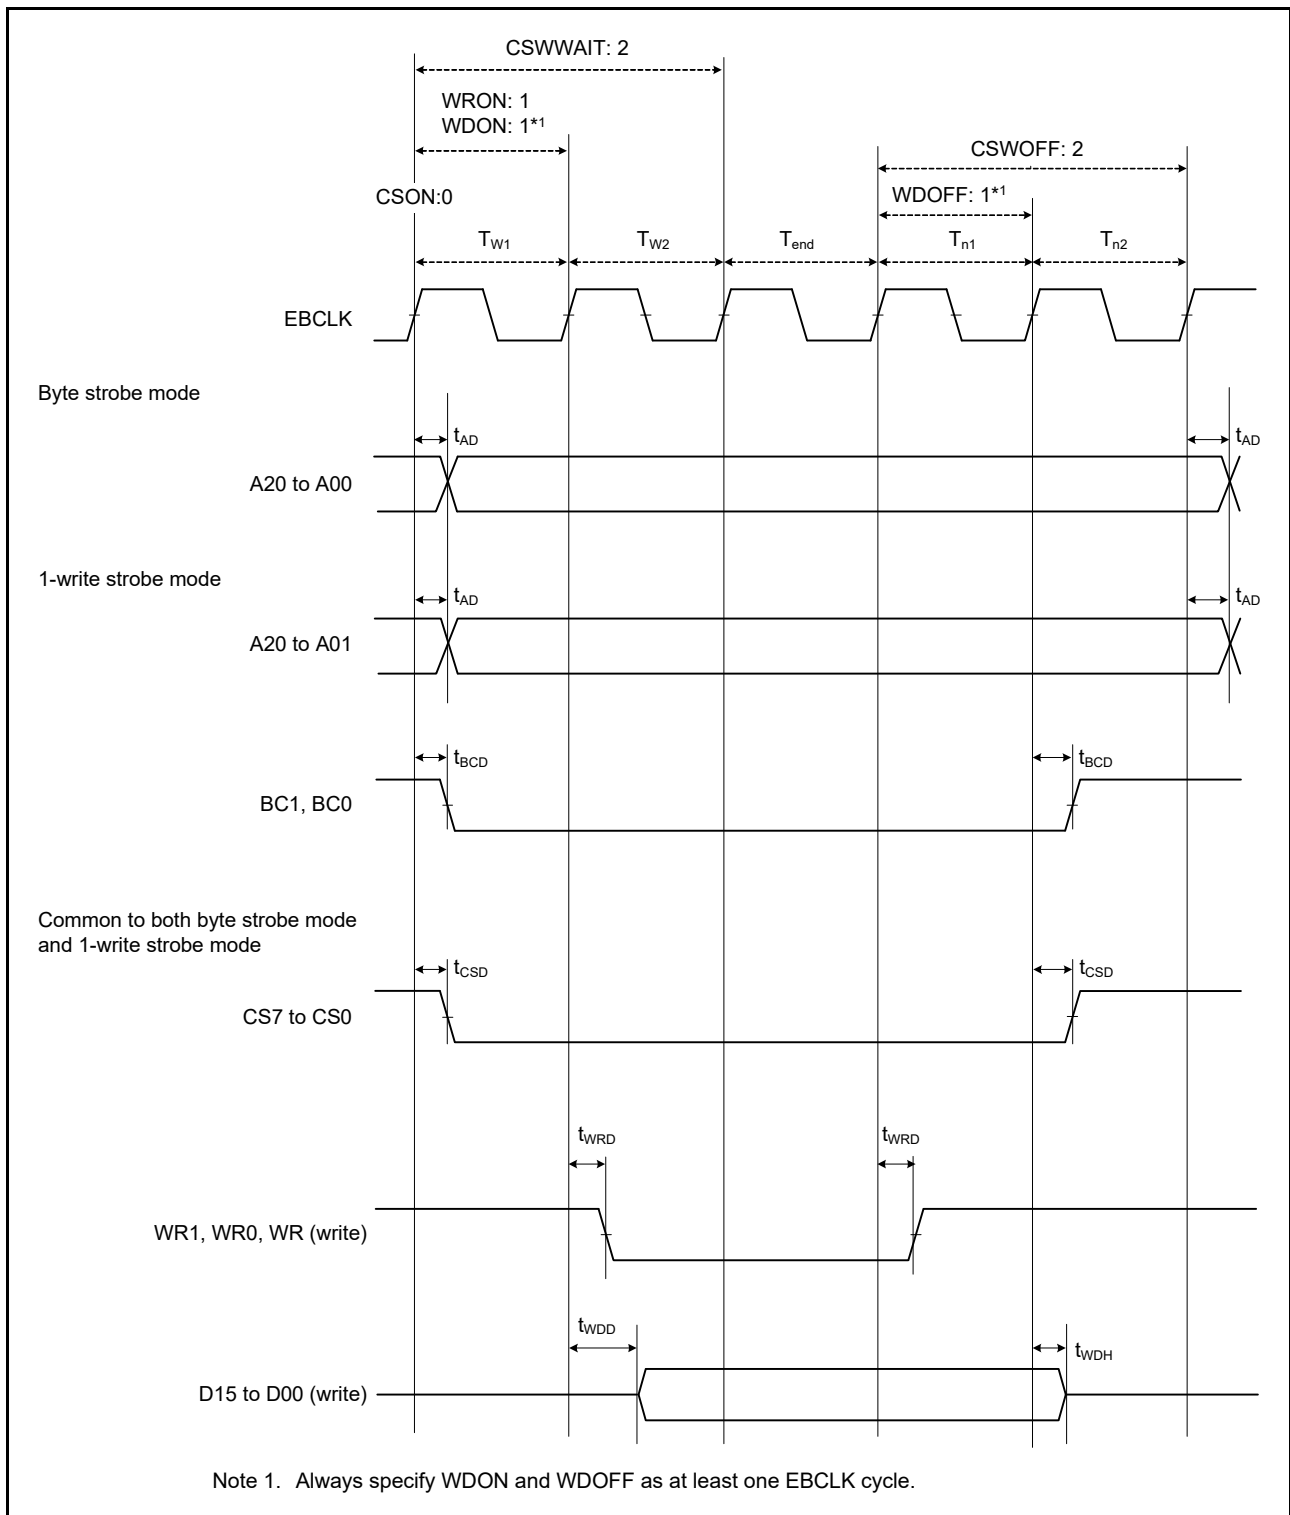 CSWWAIT: 2
WRON: 1
WDON: 1*1
CSWOFF: 2
WDOFF: 1*1
CSON:0
TW1 TW2 Tend Tn1 Tn2
EBCLK
Byte strobe mode
tAD tAD
A20 to A00
1-write strobe mode
tAD tAD
A20 to A01
tBCD tBCD
BC1, BC0
Common to both byte strobe mode
and 1-write strobe mode
tCSD tCSD
CS7 to CS0
tWRD tWRD
WR1, WR0, WR (write)
tWDD tWDH
D15 to D00 (write)
Note 1. Always specify WDON and WDOFF as at least one EBCLK cycle.